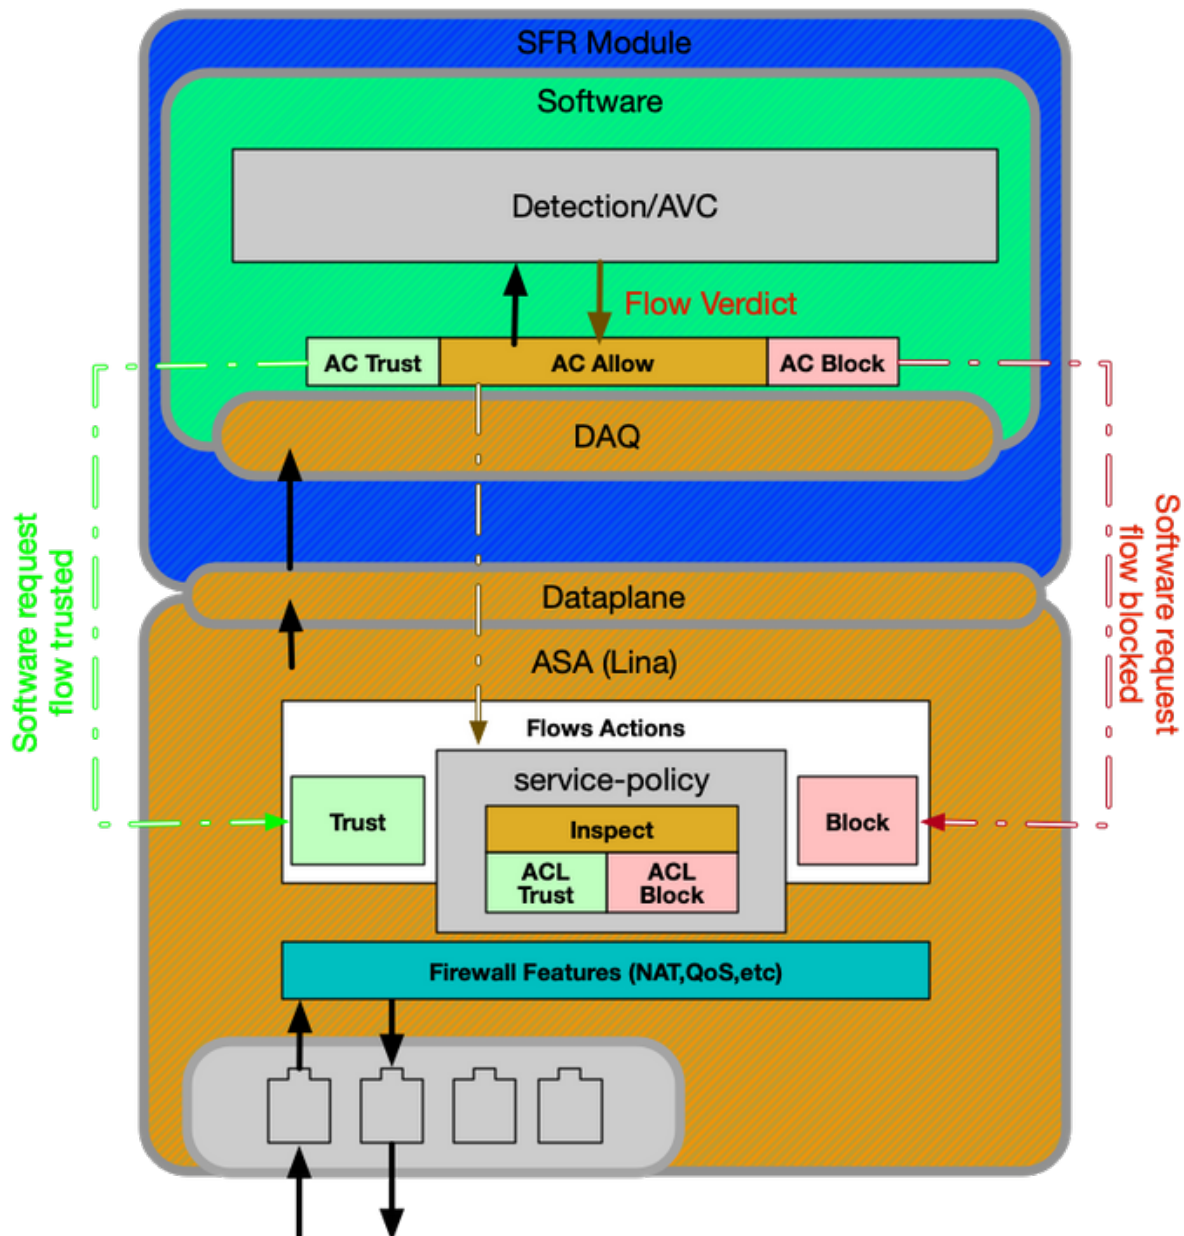 SFR Module
Software
Detection/AVC
Flow Verdict
AC Trust
AC Allow
AC Block
DAQ
Software request
flow trusted
Software request
flow blocked
Dataplane
ASA (Lina)
Flows Actions
service-policy
Trust
Inspect
Block
ACL
Trust
ACL
Block
Firewall Features (NAT,QoS,etc)